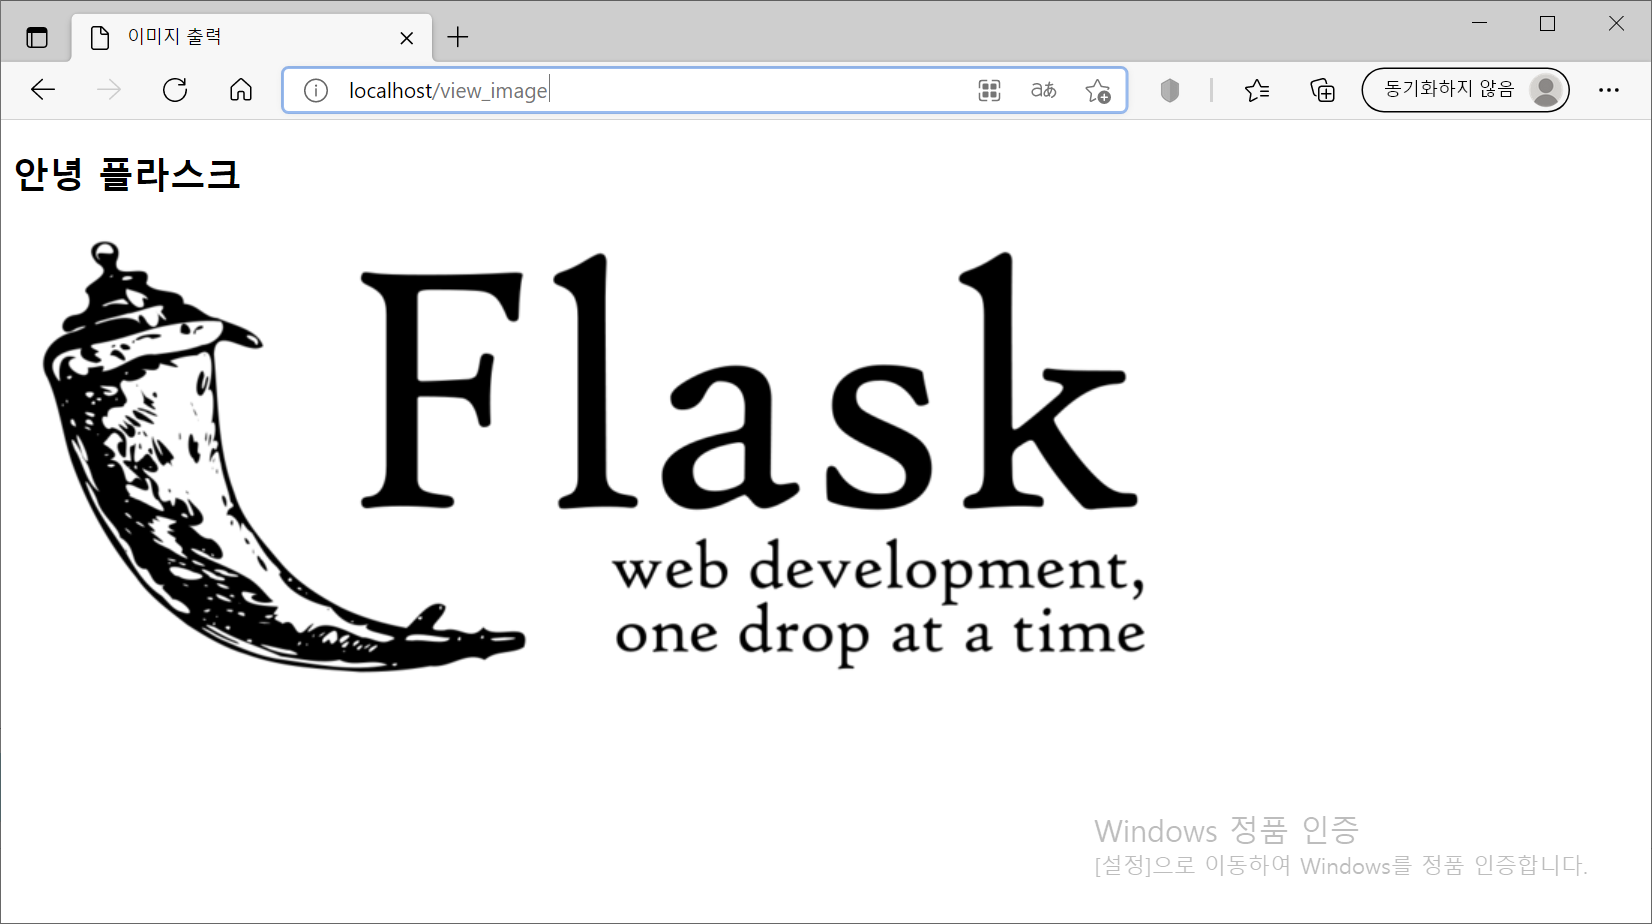 이미지 출력
localhost/view_image
aあ
동기화하지 않음
안녕 플라스크
Flask
web development,
one drop at a time
Windows 정품 인증
[설정]으로 이동하여 Windows를 정품 인증합니다.